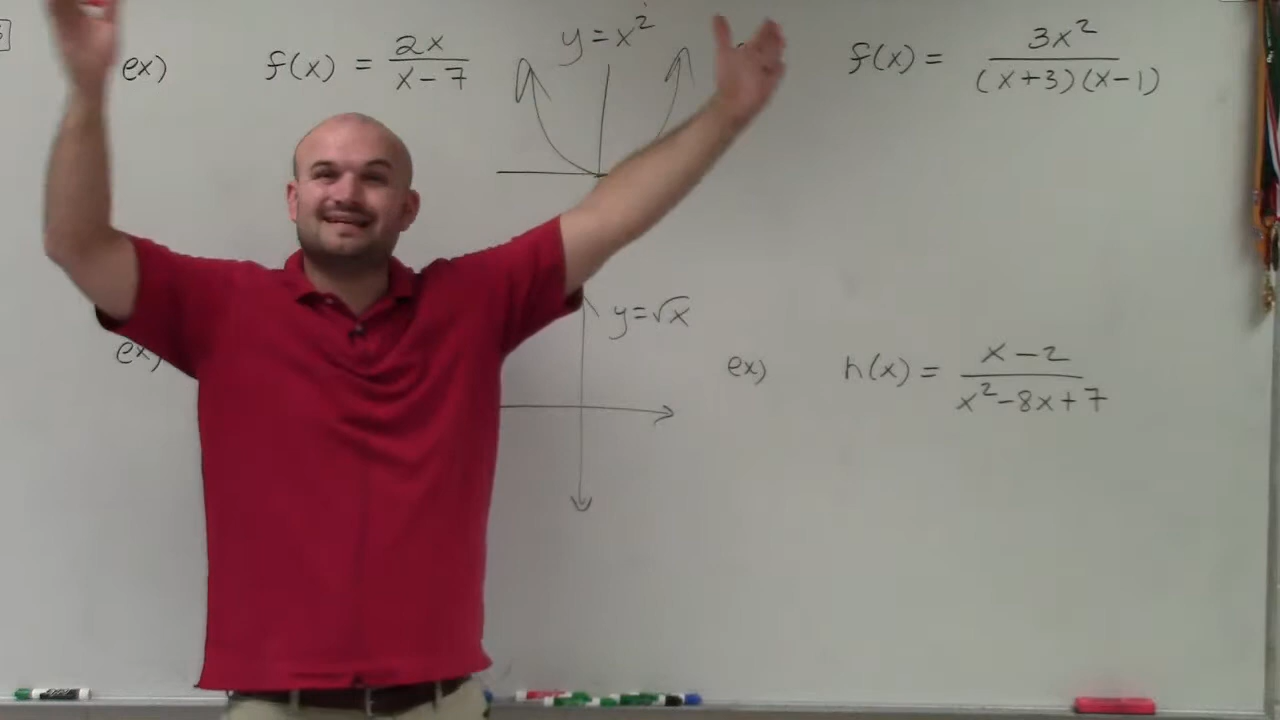 ex) f(x) = 2x / x - 7
y = x²
f(x) = 3x² / (x+3)(x-1)
ex)
y = √x
ex) h(x) = x - 2 / x² - 8x + 7